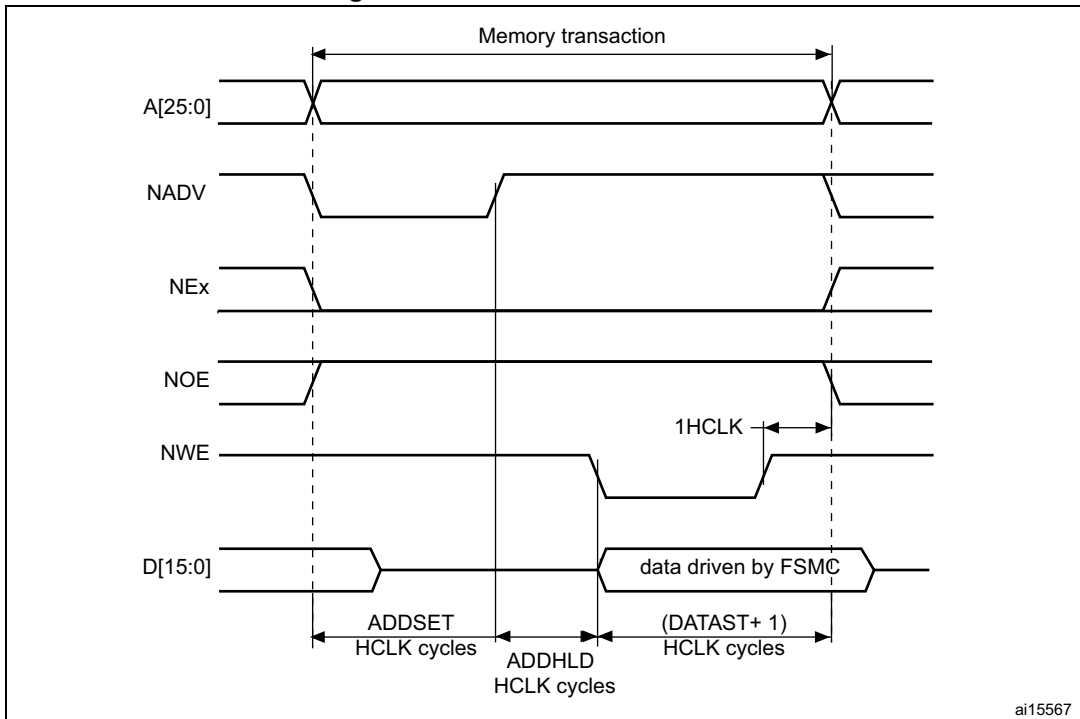 Memory transaction
A[25:0]
NADV
NEx
NOE
1HCLK
NWE
D[15:0]
data driven by FSMC
ADDSET
HCLK cycles
ADDHLD
HCLK cycles
(DATAST+ 1)
HCLK cycles
ai15567